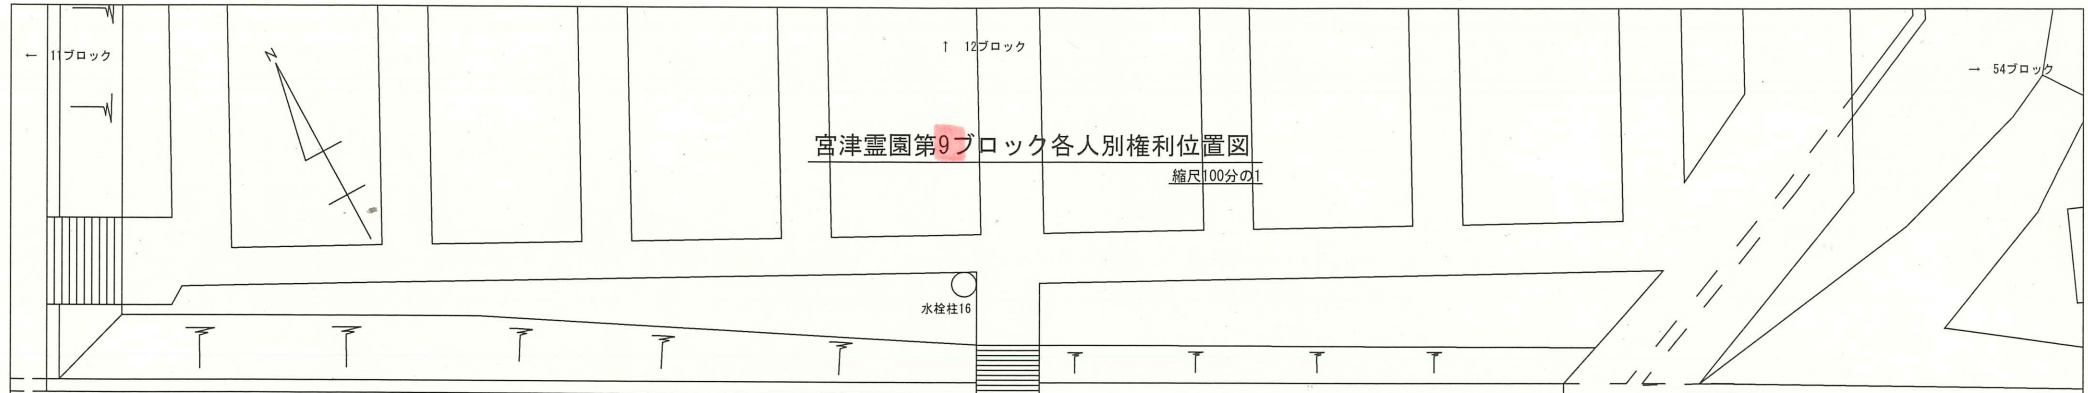 ← 11ブロック
↑ 12ブロック
→ 54ブロック
N
宮津霊園第9ブロック各人別権利位置図
縮尺100分の1
水栓柱16